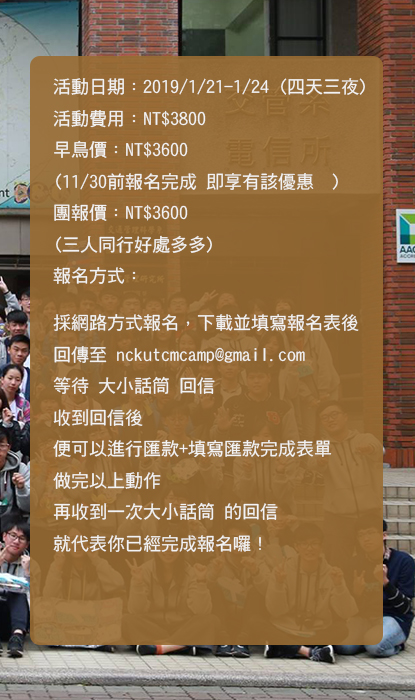 活動日期：2019/1/21-1/24 (四天三夜)
活動費用：NT$3800
早鳥價：NT$3600
(11/30前報名完成 即享有該優惠 )
團報價：NT$3600
(三人同行好處多多)
報名方式：
採網路方式報名，下載並填寫報名表後
回傳至 nckutcmcamp@gmail.com
等待 大小話筒 回信
收到回信後
便可以進行匯款+填寫匯款完成表單
做完以上動作
再收到一次大小話筒 的回信
就代表你已經完成報名囉！
交管系
電信所